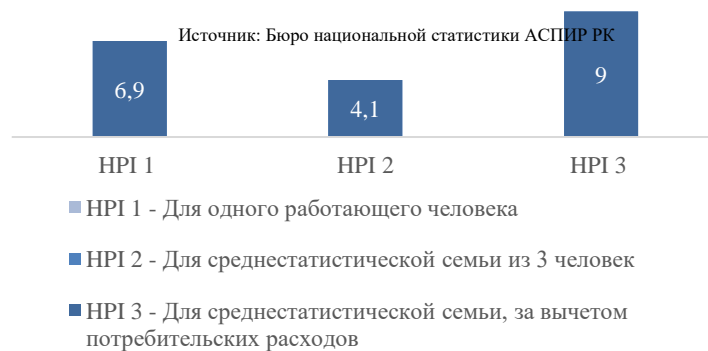 Источник: Бюро национальной статистики АСПИР РК
6,9
4,1
9
HPI 1
HPI 2
HPI 3
HPI 1 - Для одного работающего человека
HPI 2 - Для среднестатистической семьи из 3 человек
HPI 3 - Для среднестатистической семьи, за вычетом
потребительских расходов